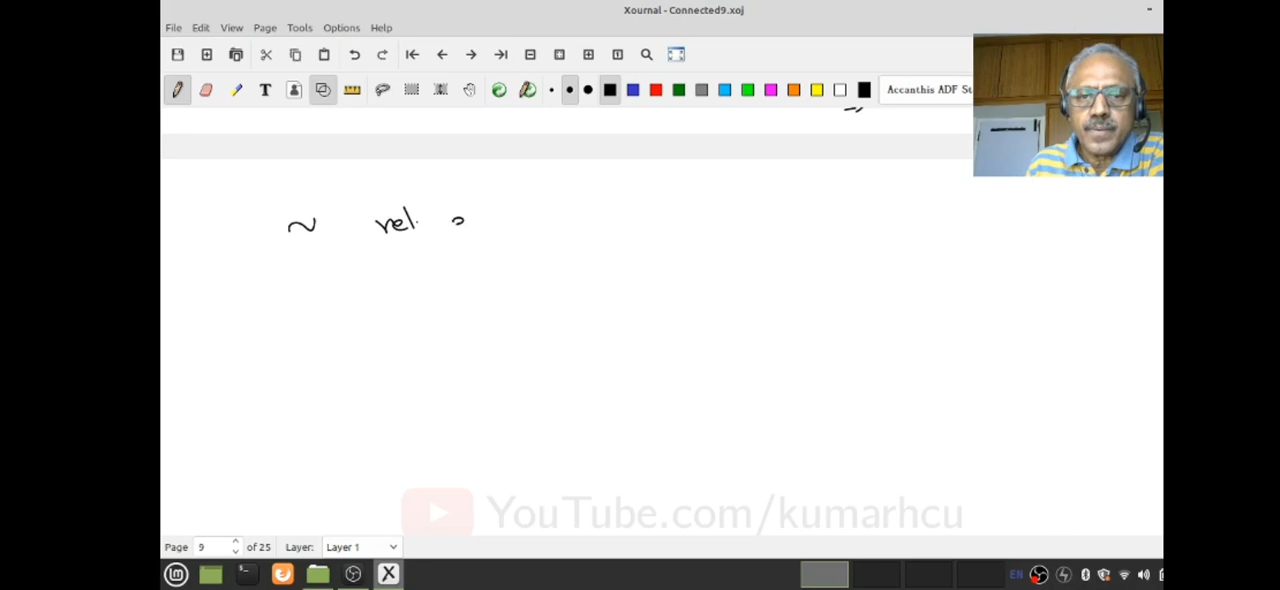 Xournal - Connected9.xoj
File Edit View Page Tools Options Help
T
Accanthis ADF Su
~ rel.
YouTube.com/kumarhcu
Page 9 of 25 Layer: Layer 1
EN